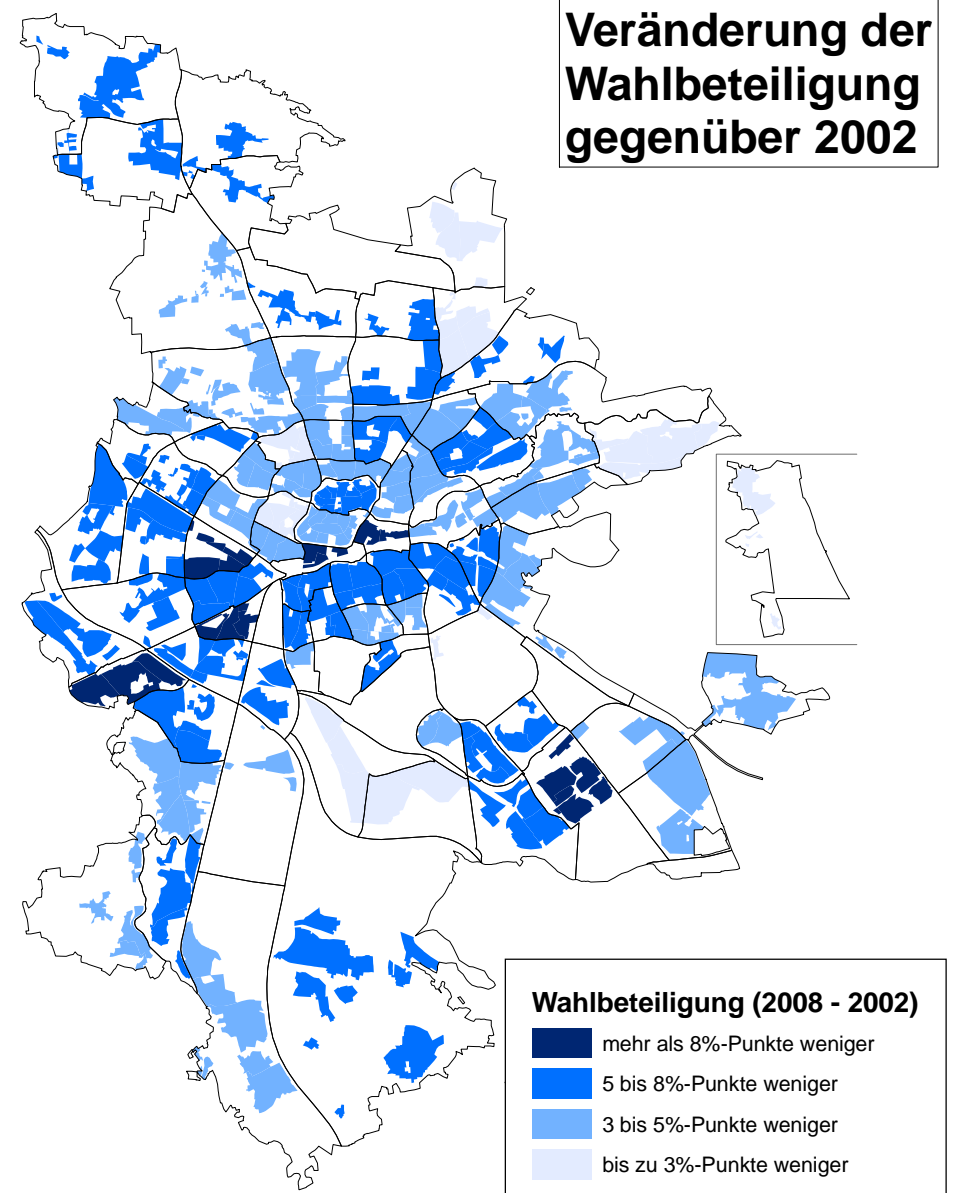 Veränderung der
Wahlbeteiligung
gegenüber 2002
Wahlbeteiligung (2008 - 2002)
mehr als 8%-Punkte weniger
5 bis 8%-Punkte weniger
3 bis 5%-Punkte weniger
bis zu 3%-Punkte weniger